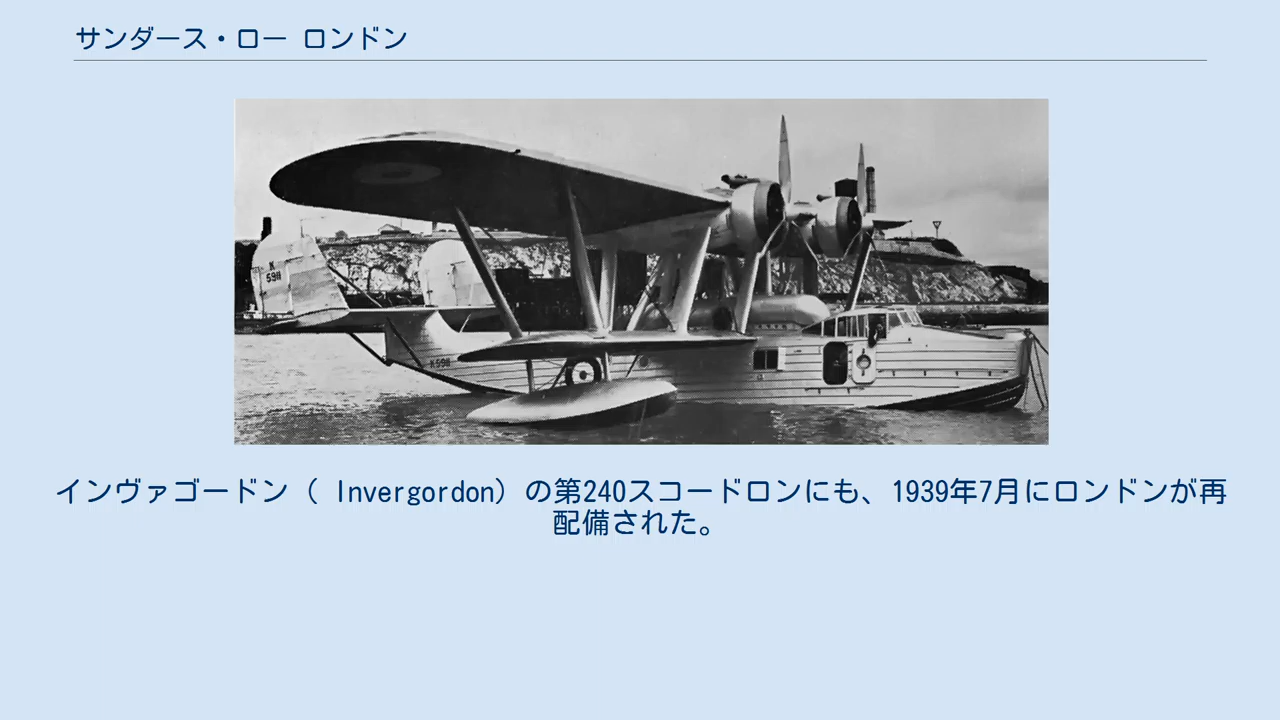 サンダース・ロー ロンドン
K
5911
K5911
インヴァゴードン（ Invergordon）の第240スコードロンにも、1939年7月にロンドンが再
配備された。